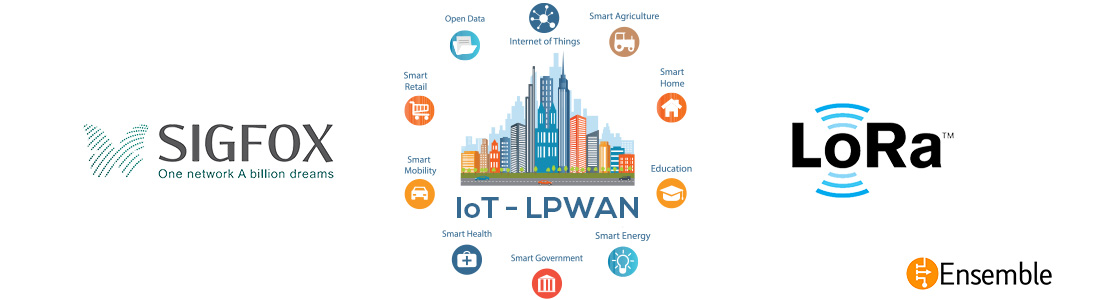 SIGFOX
One network A billion dreams
Open Data
Internet of Things
Smart Agriculture
Smart
Retail
Smart
Home
Smart
Mobility
Education
IoT - LPWAN
Smart Health
Smart Government
Smart Energy
LoRa™
Ensemble